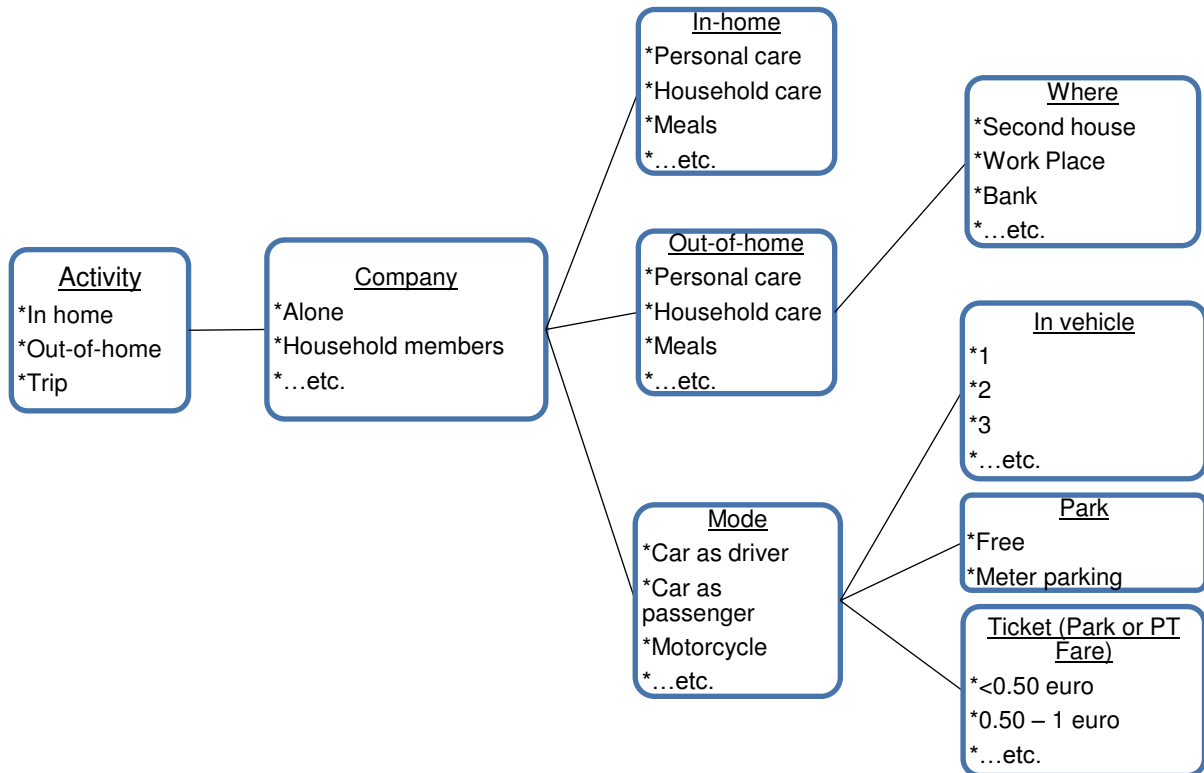 Activity
*In home
*Out-of-home
*Trip
Company
*Alone
*Household members
*…etc.
In-home
*Personal care
*Household care
*Meals
*…etc.
Out-of-home
*Personal care
*Household care
*Meals
*…etc.
Mode
*Car as driver
*Car as
passenger
*Motorcycle
*…etc.
Where
*Second house
*Work Place
*Bank
*…etc.
In vehicle
*1
*2
*3
*…etc.
Park
*Free
*Meter parking
Ticket (Park or PT
Fare)
*<0.50 euro
*0.50 – 1 euro
*…etc.